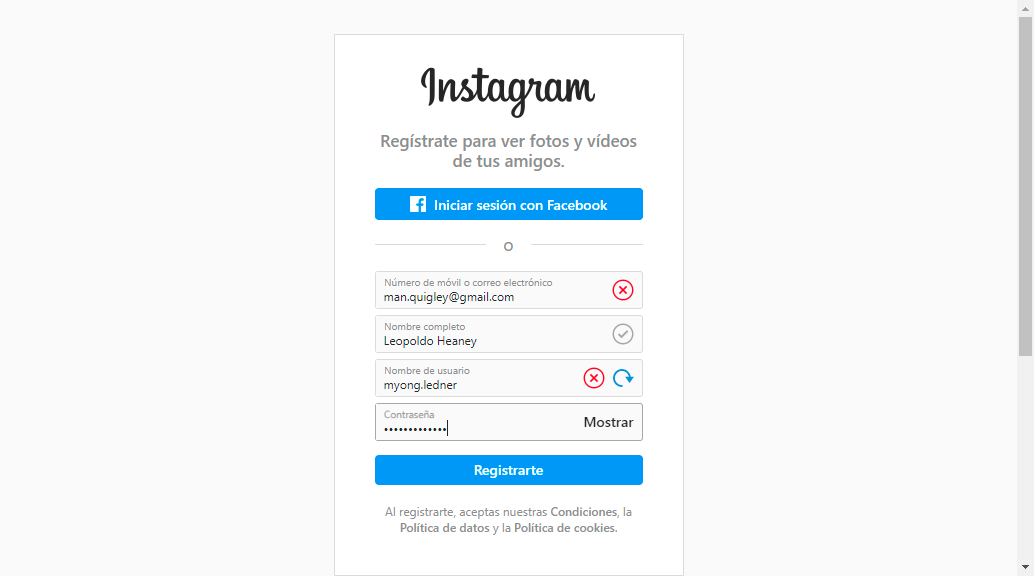 Instagram
Regístrate para ver fotos y vídeos
de tus amigos.
Iniciar sesión con Facebook
O
Número de móvil o correo electrónico
man.quigley@gmail.com
Nombre completo
Leopoldo Heaney
Nombre de usuario
myong.ledner
Contraseña
•••••••••••••
Mostrar
Registrarte
Al registrarte, aceptas nuestras Condiciones, la
Política de datos y la Política de cookies.